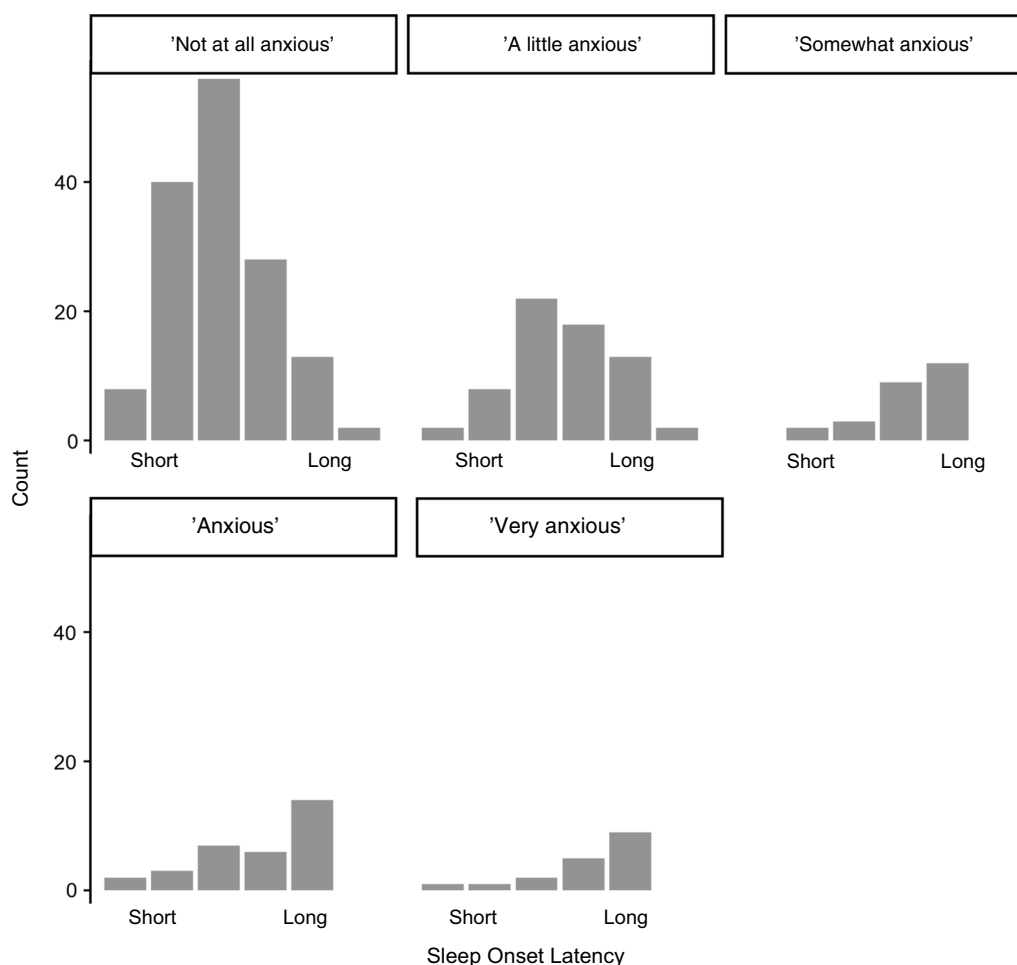 ’Not at all anxious’
’A little anxious’
’Somewhat anxious’
40
20
0
Short
Long
Short
Long
Short
Long
Count
’Anxious’
’Very anxious’
40
20
0
Short
Long
Short
Long
Sleep Onset Latency